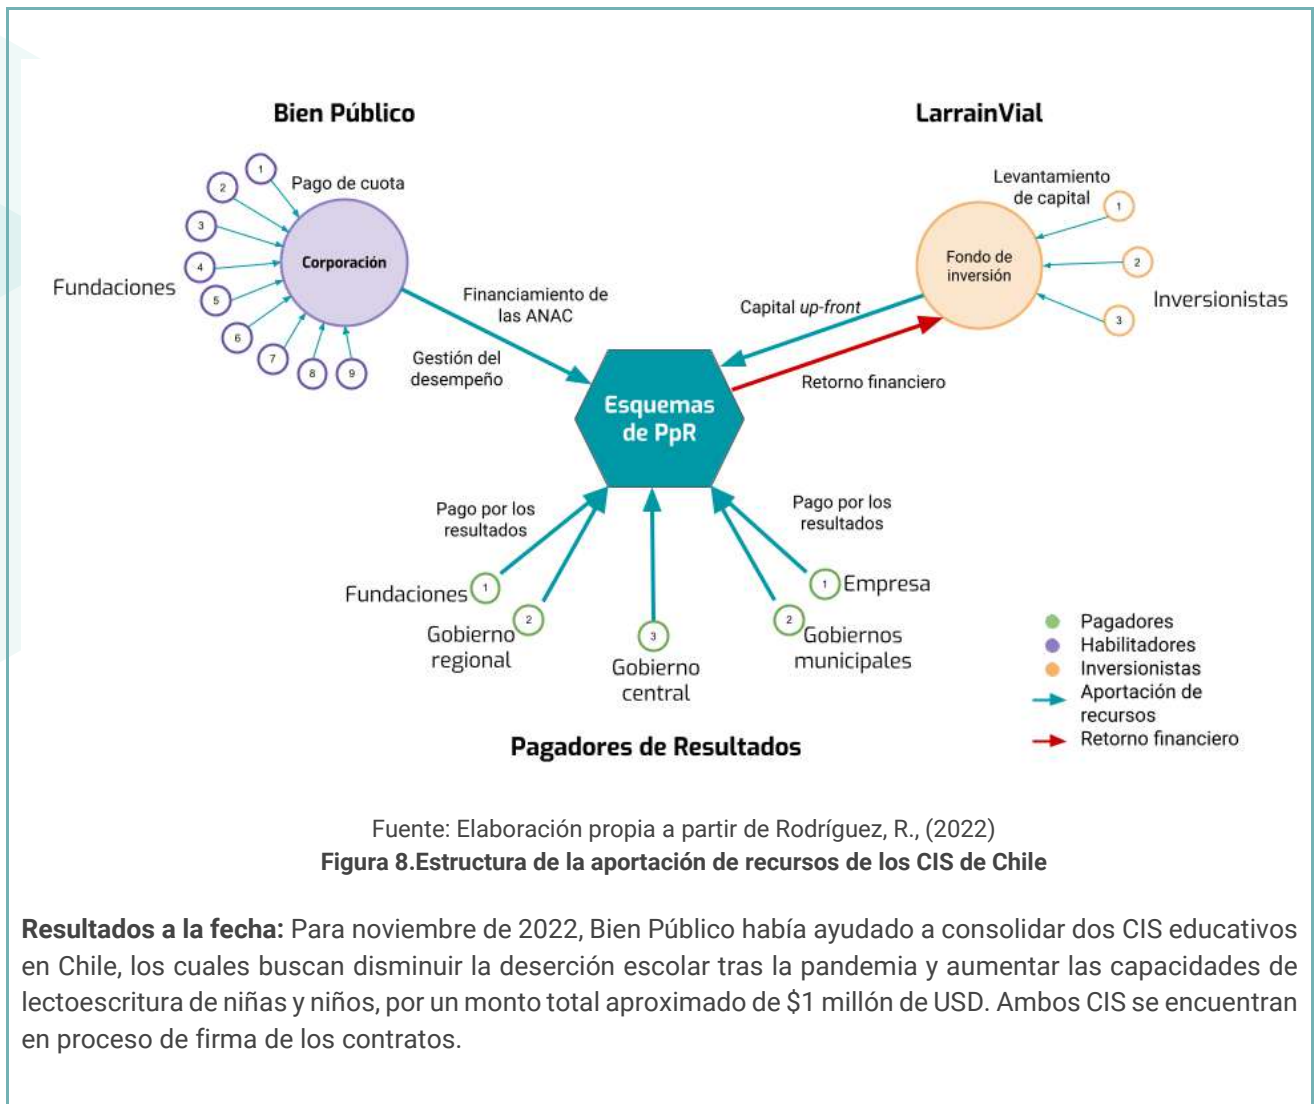 Bien Público
LarrainVial
1
2
3
4
5
6
7
8
9
Pago de cuota
Corporación
Fundaciones
Financiamiento de
las ANAC
Gestión del
desempeño
Levantamiento
de capital
1
2
3
Fondo de
inversión
Inversionistas
Capital up-front
Retorno financiero
Esquemas
de PpR
Pago por los
resultados
Pago por los
resultados
Fundaciones
1
Gobierno
regional
2
3
Gobierno
central
2
Gobiernos
municipales
1
Empresa
Pagadores
Habilitadores
Inversionistas
Aportación de
recursos
Retorno financiero
Pagadores de Resultados
Fuente: Elaboración propia a partir de Rodríguez, R., (2022)
Figura 8.Estructura de la aportación de recursos de los CIS de Chile
Resultados a la fecha: Para noviembre de 2022, Bien Público había ayudado a consolidar dos CIS educativos
en Chile, los cuales buscan disminuir la deserción escolar tras la pandemia y aumentar las capacidades de
lectoescritura de niñas y niños, por un monto total aproximado de $1 millón de USD. Ambos CIS se encuentran
en proceso de firma de los contratos.